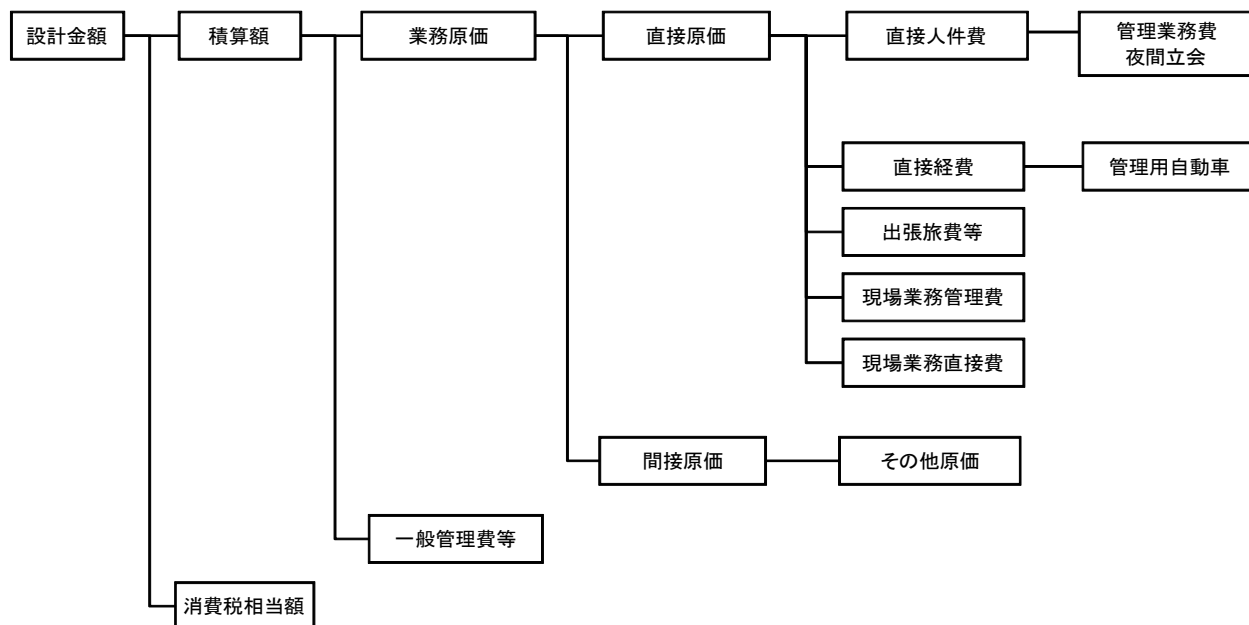 設計金額
積算額
業務原価
直接原価
直接人件費
管理業務費
夜間立会
直接経費
管理用自動車
出張旅費等
現場業務管理費
現場業務直接費
間接原価
その他原価
一般管理費等
消費税相当額